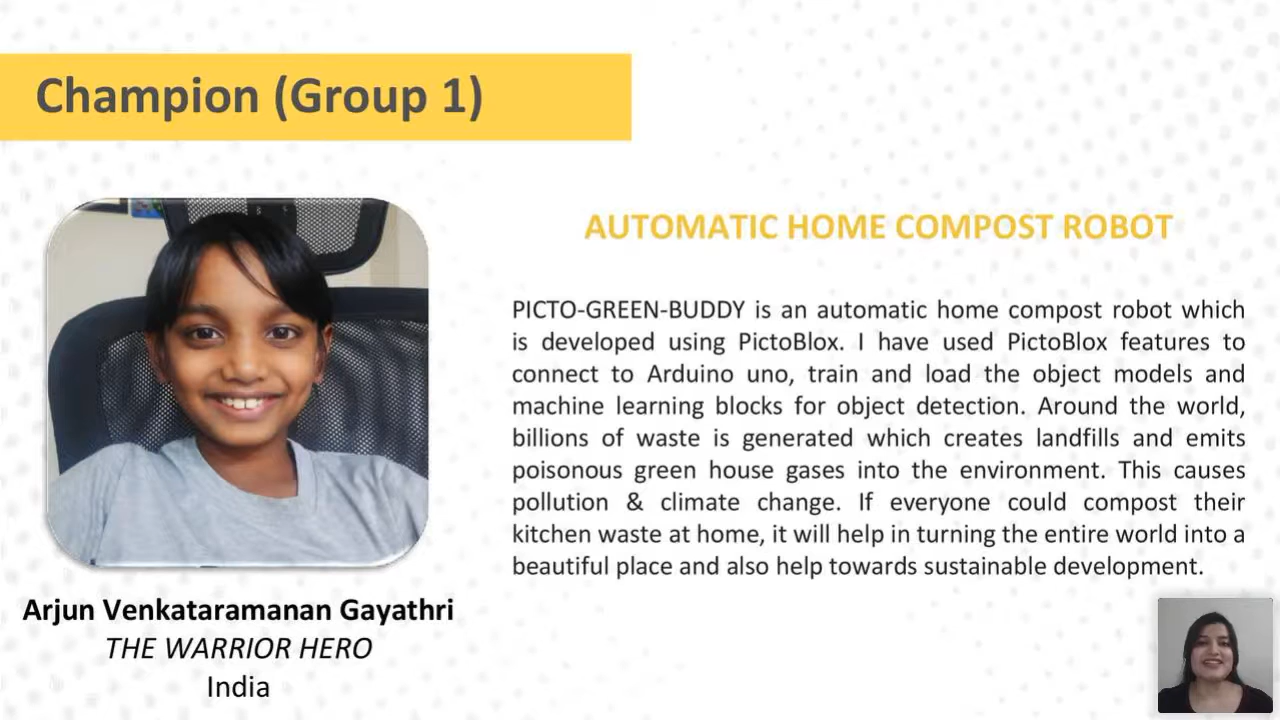 Champion (Group 1)
AUTOMATIC HOME COMPOST ROBOT
PICTO-GREEN-BUDDY is an automatic home compost robot which
is developed using PictoBlox. I have used PictoBlox features to
connect to Arduino uno, train and load the object models and
machine learning blocks for object detection. Around the world,
billions of waste is generated which creates landfills and emits
poisonous green house gases into the environment. This causes
pollution & climate change. If everyone could compost their
kitchen waste at home, it will help in turning the entire world into a
beautiful place and also help towards sustainable development.
Arjun Venkataramanan Gayathri
THE WARRIOR HERO
India